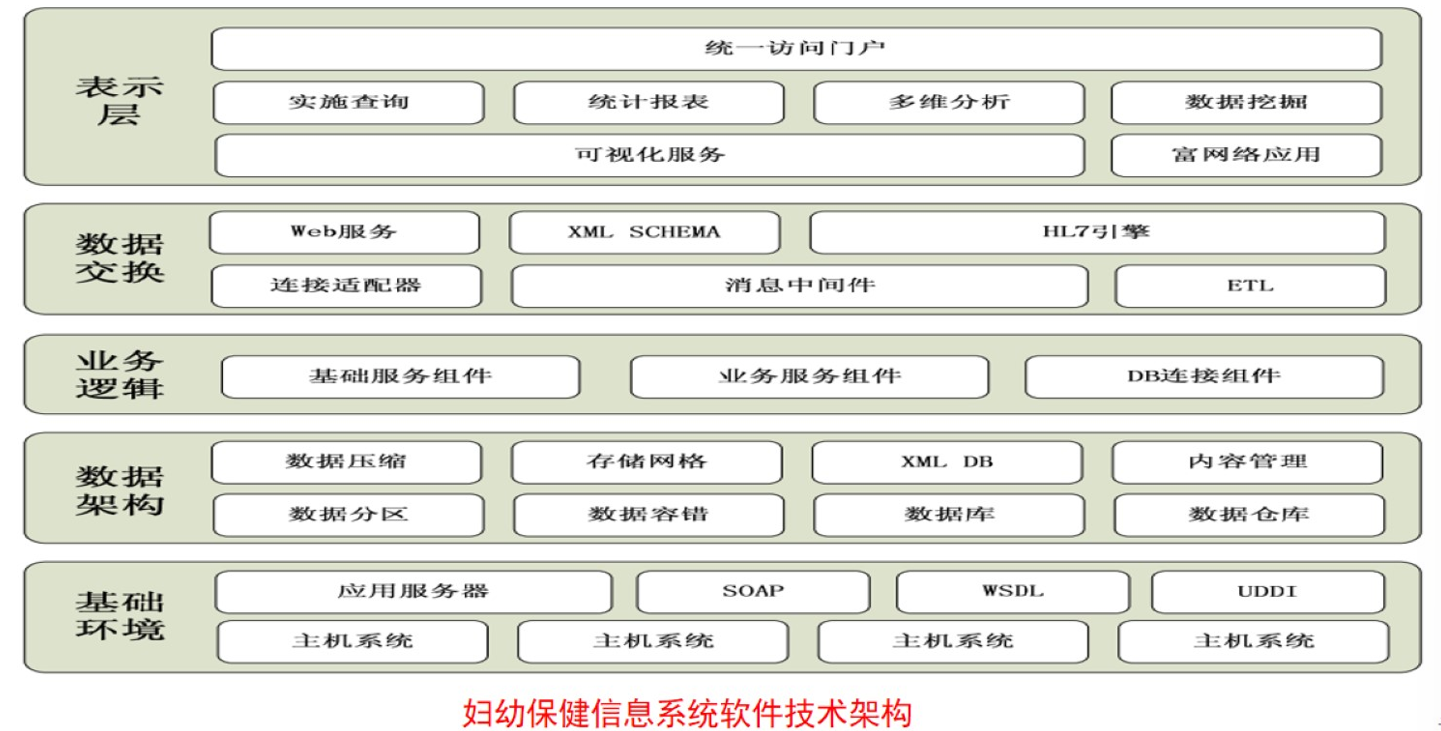 表示层
统一访问门户
实施查询 统计报表 多维分析 数据挖掘
可视化服务 富网络应用
数据交换
Web服务 XML SCHEMA HL7引擎
连接适配器 消息中间件 ETL
业务逻辑
基础服务组件 业务服务组件 DB连接组件
数据架构
数据压缩 存储网格 XML DB 内容管理
数据分区 数据容错 数据库 数据仓库
基础环境
应用服务器 SOAP WSDL UDDI
主机系统 主机系统 主机系统 主机系统
妇幼保健信息系统软件技术架构